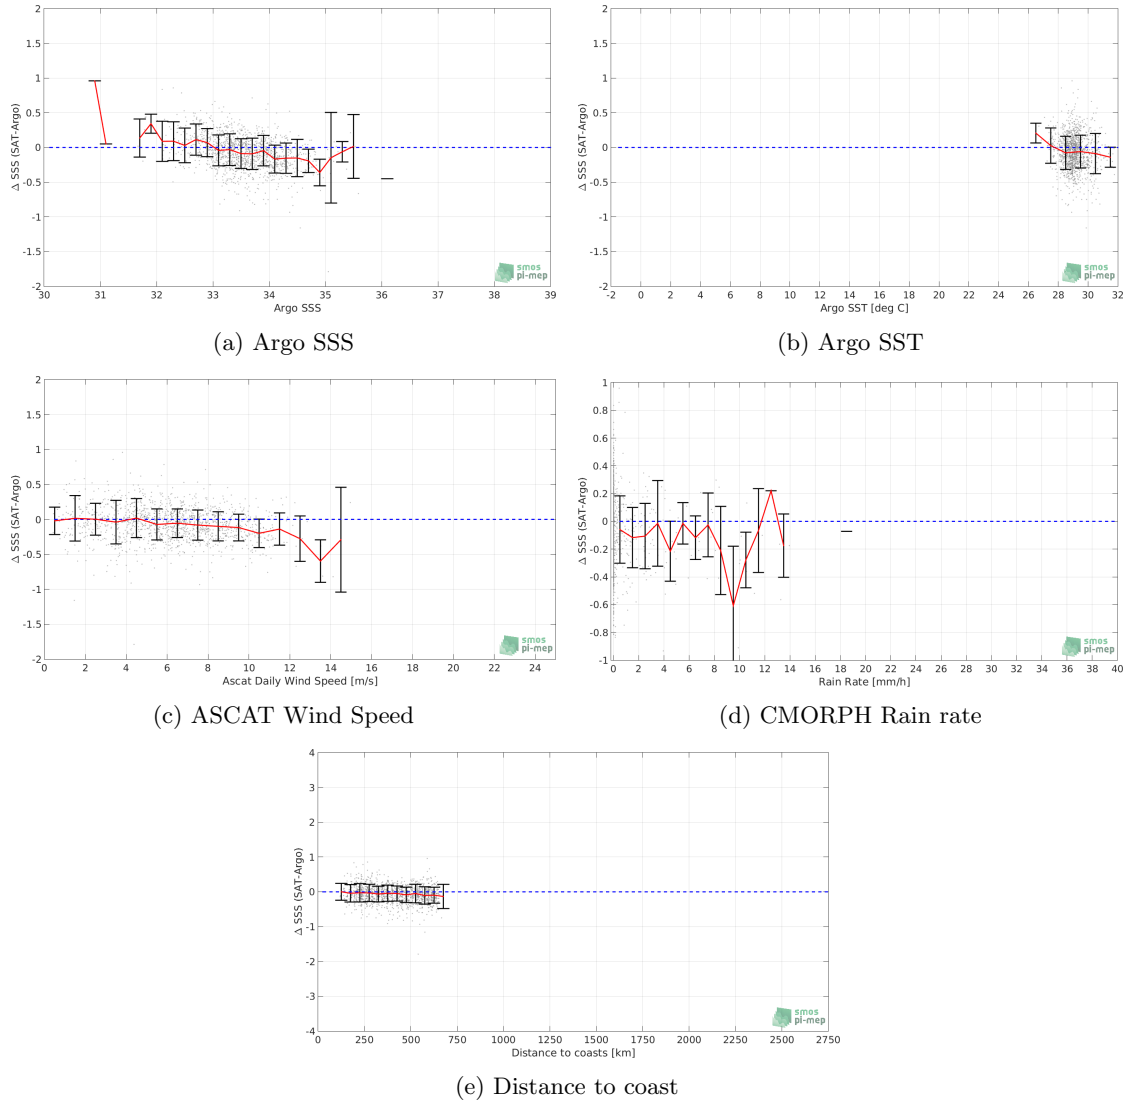 2
1.5
1
0.5
0
-0.5
-1
-1.5
-2
Δ SSS (SAT-Argo)
30 31 32 33 34 35 36 37 38 39
Argo SSS
smos
pi-mep
(a) Argo SSS
2
1.5
1
0.5
0
-0.5
-1
-1.5
-2
Δ SSS (SAT-Argo)
-2 0 2 4 6 8 10 12 14 16 18 20 22 24 26 28 30 32
Argo SST [deg C]
smos
pi-mep
(b) Argo SST
2
1.5
1
0.5
0
-0.5
-1
-1.5
-2
Δ SSS (SAT-Argo)
0 2 4 6 8 10 12 14 16 18 20 22 24
Ascat Daily Wind Speed [m/s]
smos
pi-mep
(c) ASCAT Wind Speed
1
0.8
0.6
0.4
0.2
0
-0.2
-0.4
-0.6
-0.8
-1
Δ SSS (SAT-Argo)
0 2 4 6 8 10 12 14 16 18 20 22 24 26 28 30 32 34 36 38 40
Rain Rate [mm/h]
smos
pi-mep
(d) CMORPH Rain rate
4
3
2
1
0
-1
-2
-3
-4
Δ SSS (SAT-Argo)
0 250 500 750 1000 1250 1500 1750 2000 2250 2500 2750
Distance to coasts [km]
smos
pi-mep
(e) Distance to coast